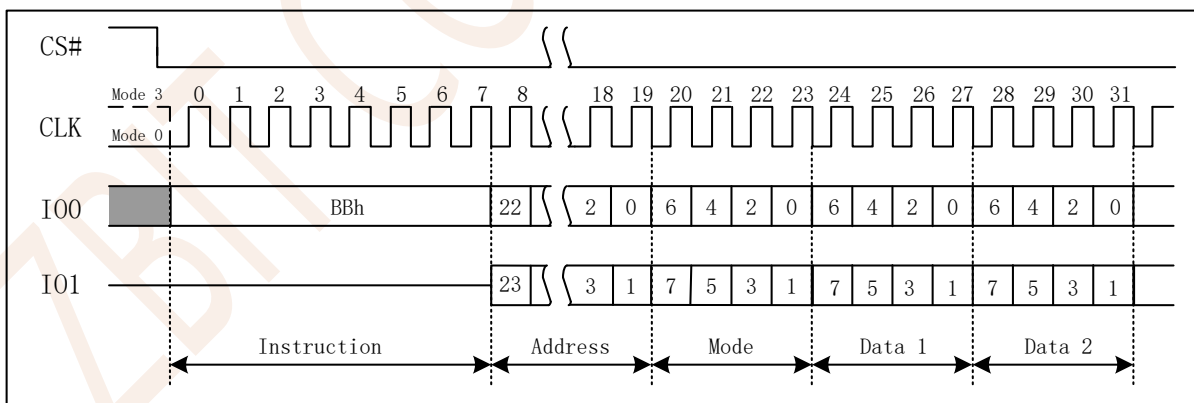 CS#
Mode 3 0 1 2 3 4 5 6 7 8 18 19 20 21 22 23 24 25 26 27 28 29 30 31
CLK
Mode 0
IO0 BBh 22 2 0 6 4 2 0 6 4 2 0 6 4 2 0
IO1 23 3 1 7 5 3 1 7 5 3 1 7 5 3 1
Instruction Address Mode Data 1 Data 2
ZBIT CO